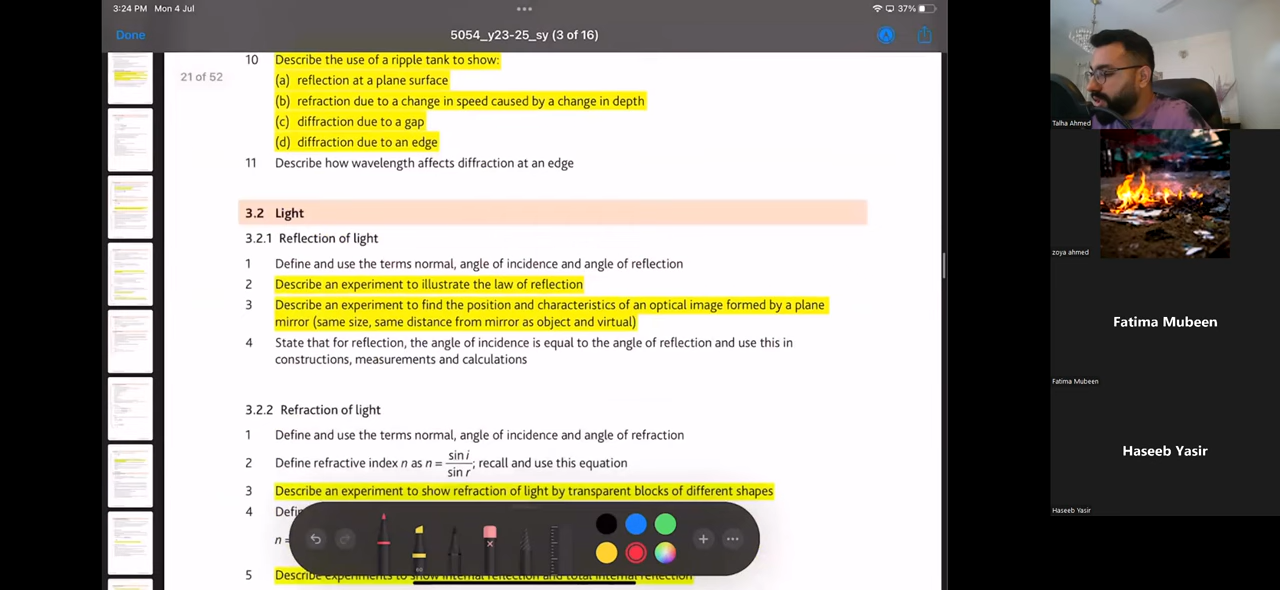 3:24 PM Mon 4 Jul
37%
Done
5054_y23-25_sy (3 of 16)
21 of 52
10 Describe the use of a ripple tank to show:
(a) reflection at a plane surface
(b) refraction due to a change in speed caused by a change in depth
(c) diffraction due to a gap
(d) diffraction due to an edge
11 Describe how wavelength affects diffraction at an edge
3.2 Light
3.2.1 Reflection of light
1 Define and use the terms normal, angle of incidence and angle of reflection
2 Describe an experiment to illustrate the law of reflection
3 Describe an experiment to find the position and characteristics of an optical image formed by a plane
mirror (same size, same distance from mirror as object and virtual)
4 State that for reflection, the angle of incidence is equal to the angle of reflection and use this in
constructions, measurements and calculations
3.2.2 Refraction of light
1 Define and use the terms normal, angle of incidence and angle of refraction
2 Define refractive index n as n = sin i / sin r; recall and use this equation
3 Describe an experiment to show refraction of light by transparent blocks of different shapes
4
n =
5 Describe experiments to show internal reflection and total internal reflection
Talha Ahmed
zoya ahmed
Fatima Mubeen
Fatima Mubeen
Haseeb Yasir
Haseeb Yasir